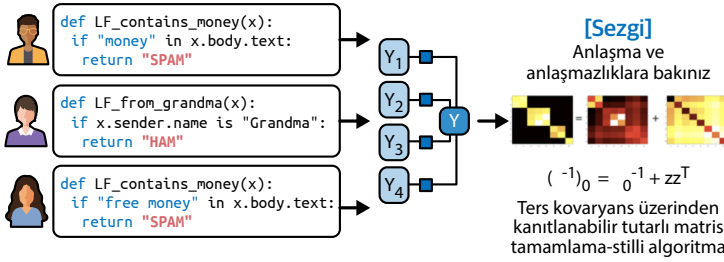 def LF_contains_money(x):
if "money" in x.body.text:
return "SPAM"
def LF_from_grandma(x):
if x.sender.name is "Grandma":
return "HAM"
def LF_contains_money(x):
if "free money" in x.body.text:
return "SPAM"
Y1
Y2
Y3
Y4
Y
[Sezgi]
Anlaşma ve
anlaşmazlıklara bakınız
=
+
( ⁻¹)₀ = ₀⁻¹ + zzᵀ
Ters kovaryans üzerinden
kanıtlanabilir tutarlı matris
tamamlama-stilli algoritma